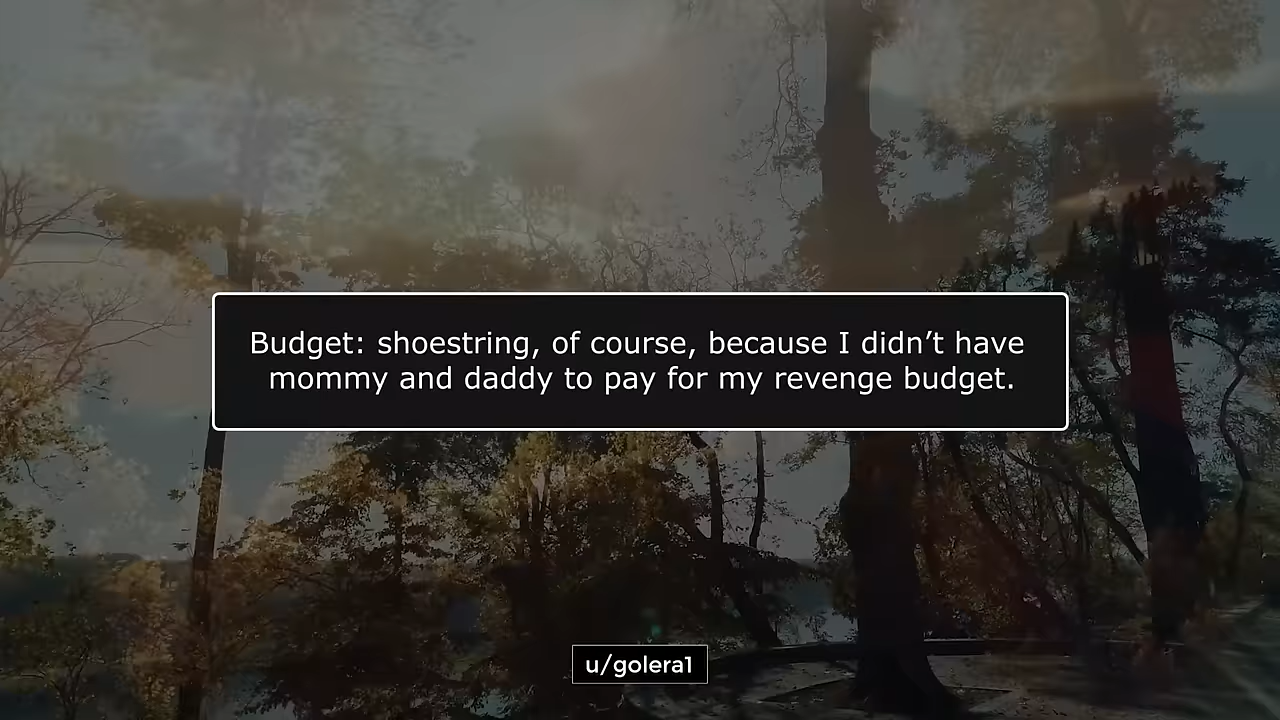 Budget: shoestring, of course, because I didn’t have
mommy and daddy to pay for my revenge budget.
u/golera1